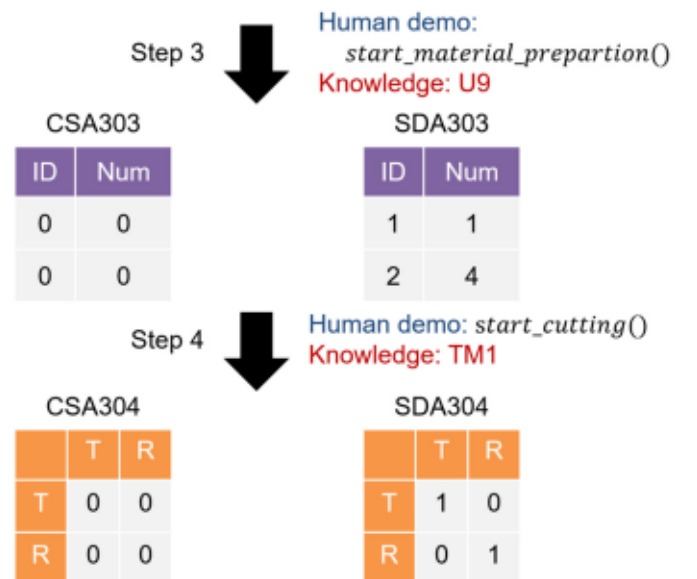 Step 3
Human demo:
start_material_prepartion()
Knowledge: U9
CSA303
SDA303
ID Num
0 0
0 0
ID Num
1 1
2 4
Step 4
Human demo: start_cutting()
Knowledge: TM1
CSA304
SDA304
T R
T 0 0
R 0 0
T R
T 1 0
R 0 1